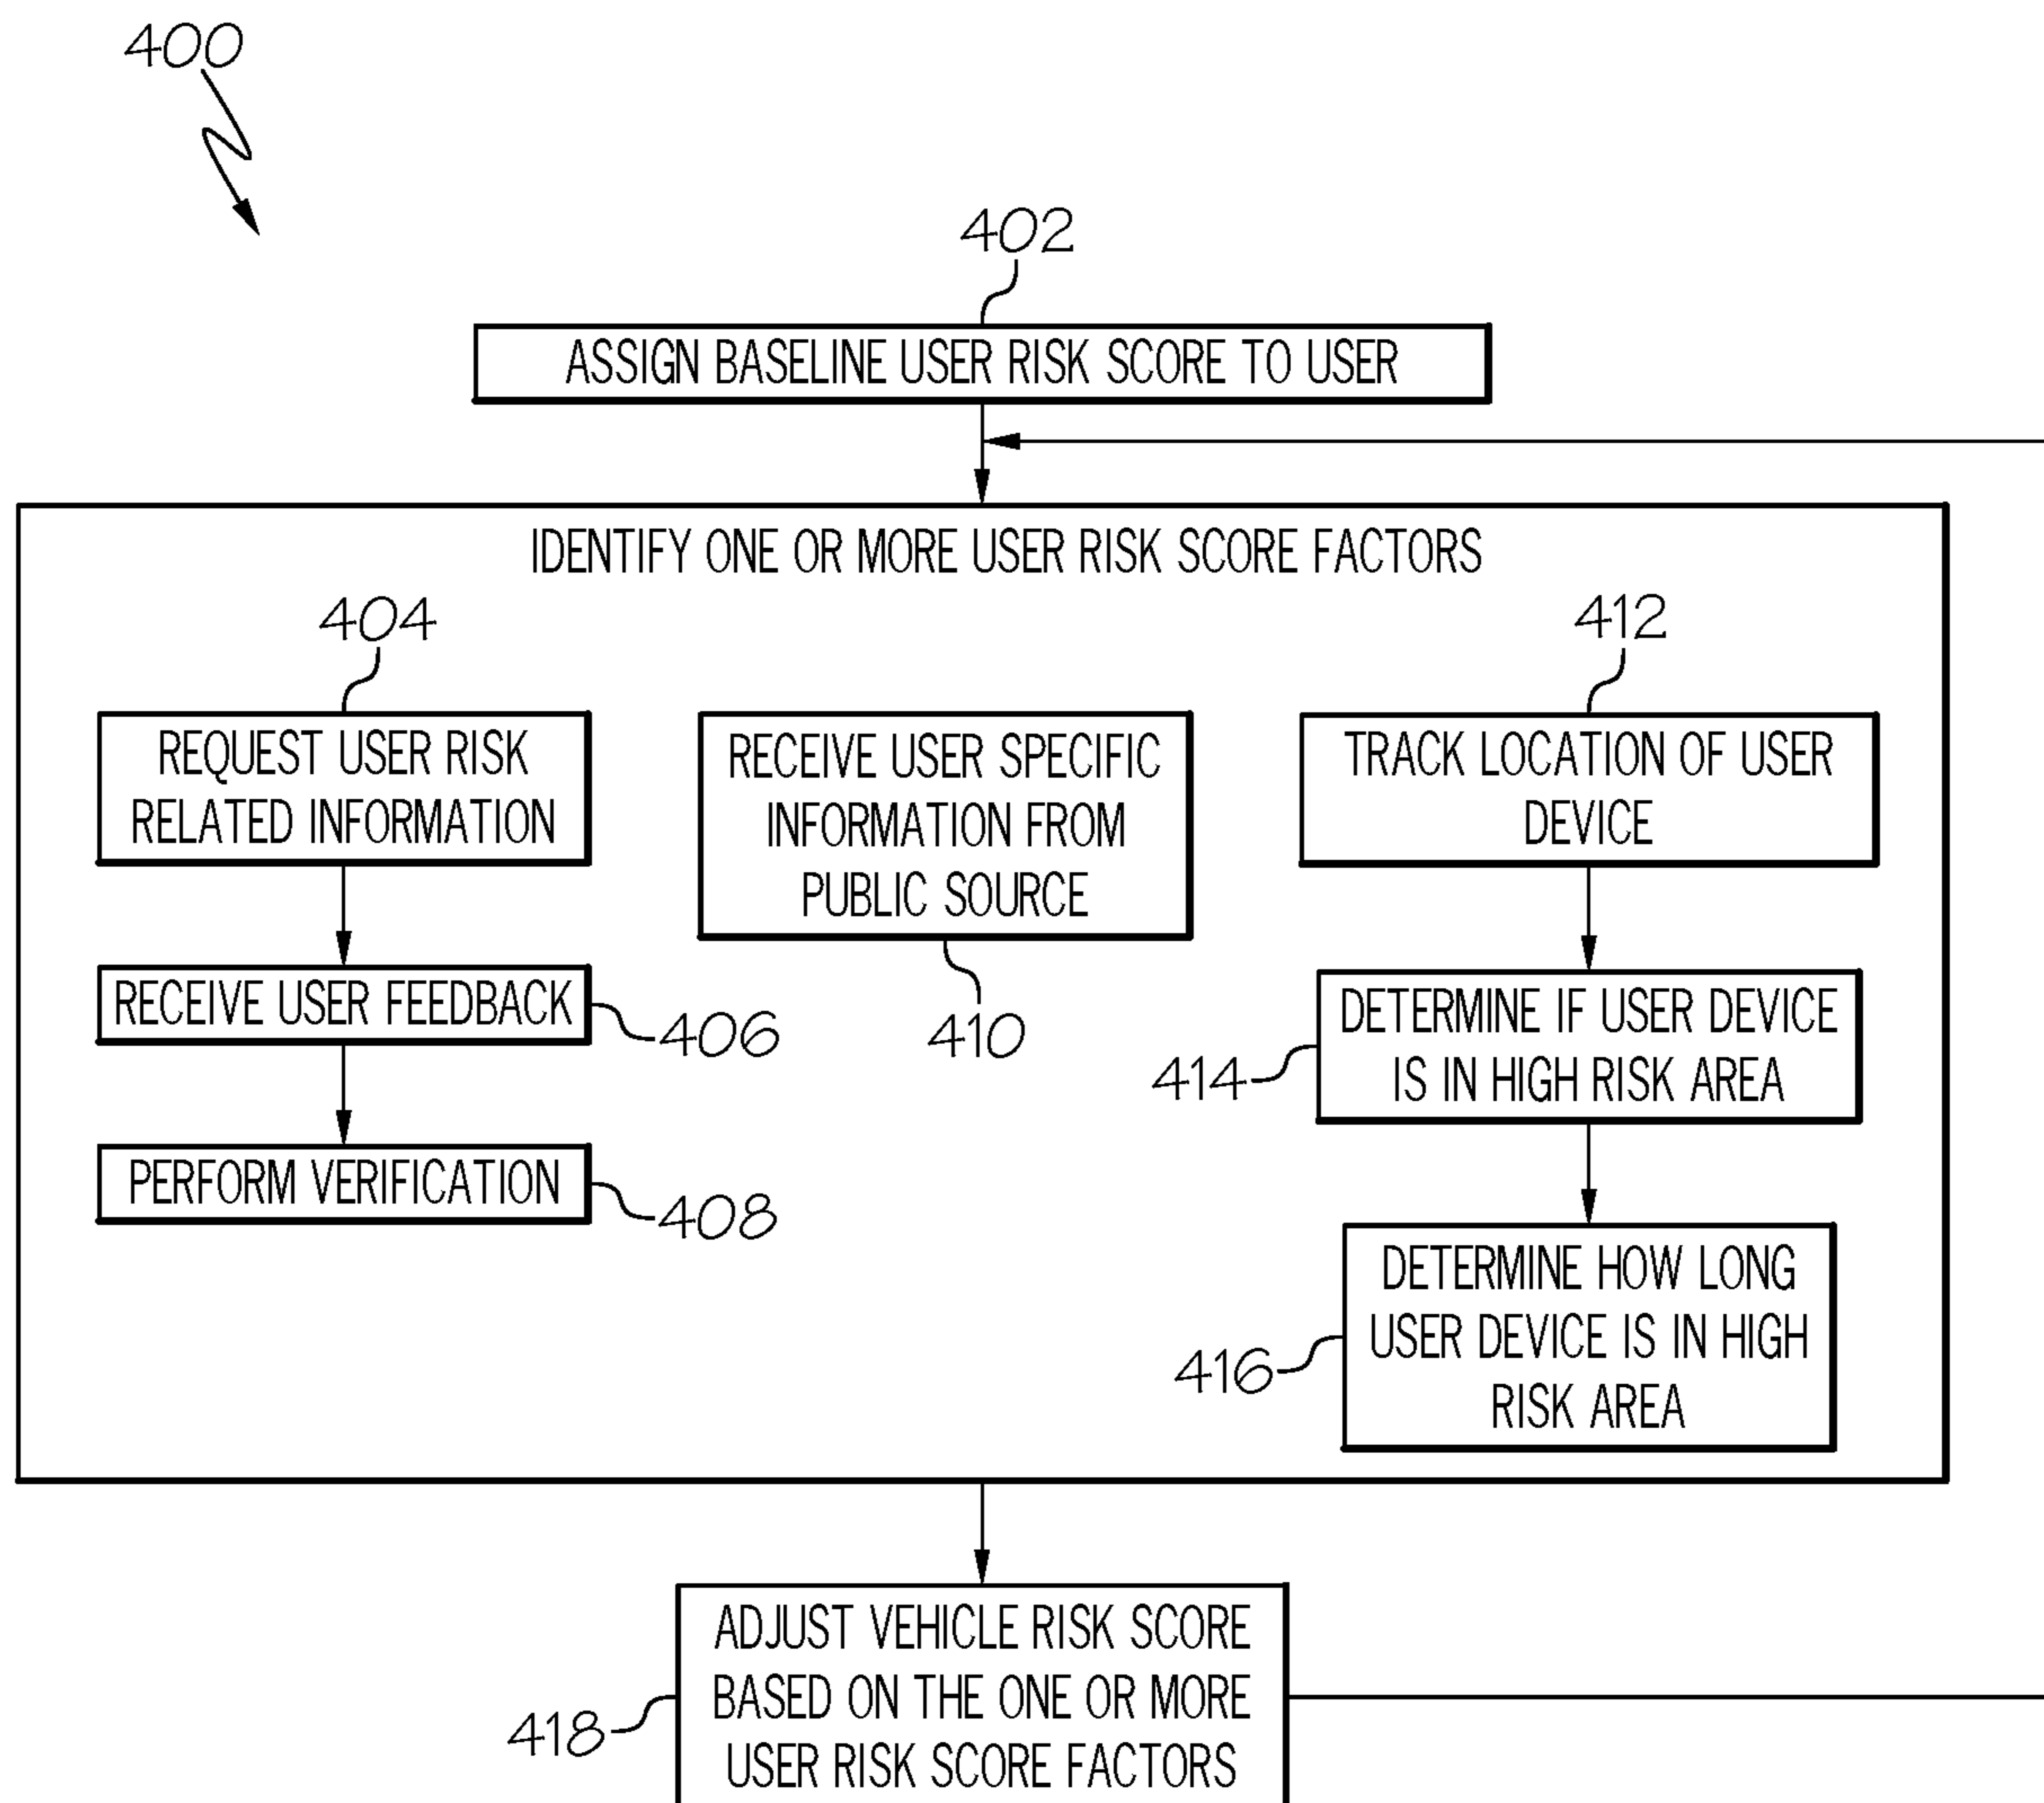 400
402
ASSIGN BASELINE USER RISK SCORE TO USER
IDENTIFY ONE OR MORE USER RISK SCORE FACTORS
404
REQUEST USER RISK
RELATED INFORMATION
RECEIVE USER FEEDBACK
406
PERFORM VERIFICATION
408
RECEIVE USER SPECIFIC
INFORMATION FROM
PUBLIC SOURCE
410
412
TRACK LOCATION OF USER
DEVICE
DETERMINE IF USER DEVICE
IS IN HIGH RISK AREA
414
DETERMINE HOW LONG
USER DEVICE IS IN HIGH
RISK AREA
416
ADJUST VEHICLE RISK SCORE
BASED ON THE ONE OR MORE
USER RISK SCORE FACTORS
418